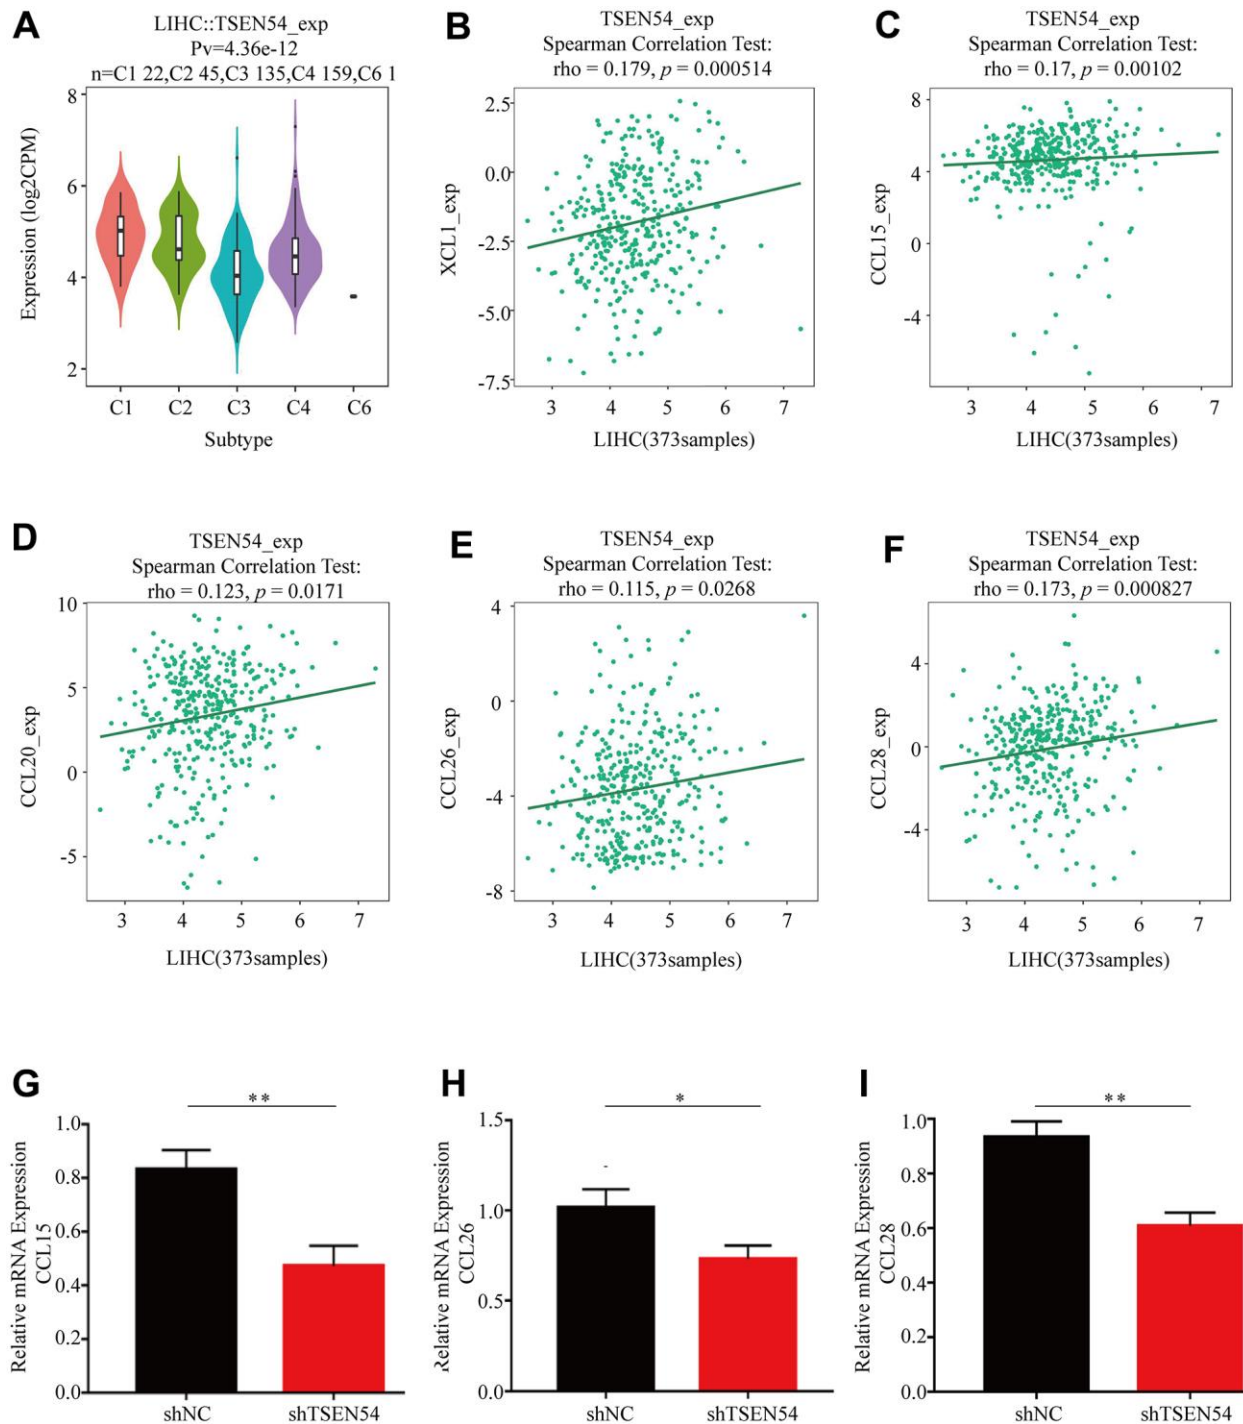 A
LIHC::TSEN54_exp
Pv=4.36e-12
n=C1 22,C2 45,C3 135,C4 159,C6 1
Expression (log2CPM)
8
6
4
2
C1 C2 C3 C4 C6
Subtype
B
TSEN54_exp
Spearman Correlation Test:
rho = 0.179, p = 0.000514
XCL1_exp
2.5
0.0
-2.5
-5.0
-7.5
3 4 5 6 7
LIHC(373samples)
C
TSEN54_exp
Spearman Correlation Test:
rho = 0.17, p = 0.00102
CCL15_exp
8
4
0
-4
3 4 5 6 7
LIHC(373samples)
D
TSEN54_exp
Spearman Correlation Test:
rho = 0.123, p = 0.0171
CCL20_exp
10
5
0
-5
3 4 5 6 7
LIHC(373samples)
E
TSEN54_exp
Spearman Correlation Test:
rho = 0.115, p = 0.0268
CCL26_exp
4
0
-4
-8
3 4 5 6 7
LIHC(373samples)
F
TSEN54_exp
Spearman Correlation Test:
rho = 0.173, p = 0.000827
CCL28_exp
4
0
-4
3 4 5 6 7
LIHC(373samples)
G
**
Relative mRNA Expression
CCL15
1.0
0.8
0.6
0.4
0.2
0.0
shNC shTSEN54
H
*
Relative mRNA Expression
CCL26
1.5
1.0
0.5
0.0
shNC shTSEN54
I
**
Relative mRNA Expression
CCL28
1.0
0.8
0.6
0.4
0.2
0.0
shNC shTSEN54